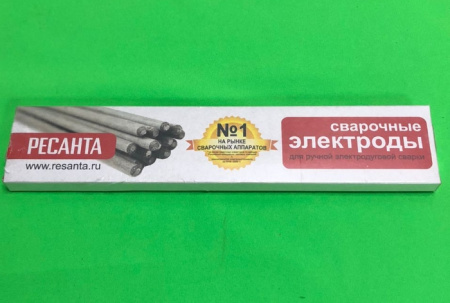 РЕСАНТА
www.resanta.ru
№1
НА РЫНКЕ
СВАРОЧНЫХ АППАРАТОВ
сварочные
электроды
для ручной электродуговой сварки